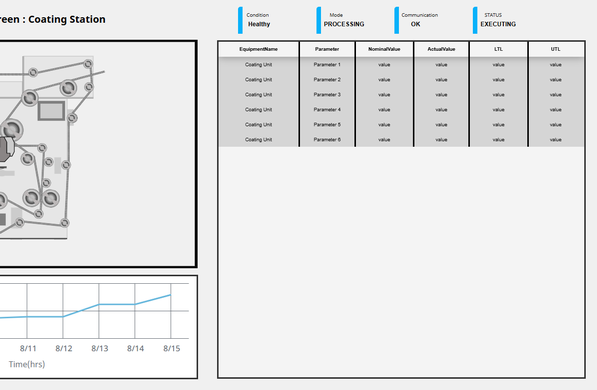 reen : Coating Station
Condition Mode Communication STATUS
Healthy PROCESSING OK EXECUTING
EquipmentName Parameter NominalValue ActualValue LTL UTL
Coating Unit Parameter 1 value value value value
Coating Unit Parameter 2 value value value value
Coating Unit Parameter 3 value value value value
Coating Unit Parameter 4 value value value value
Coating Unit Parameter 5 value value value value
Coating Unit Parameter 6 value value value value
8/11 8/12 8/13 8/14 8/15
Time(hrs)